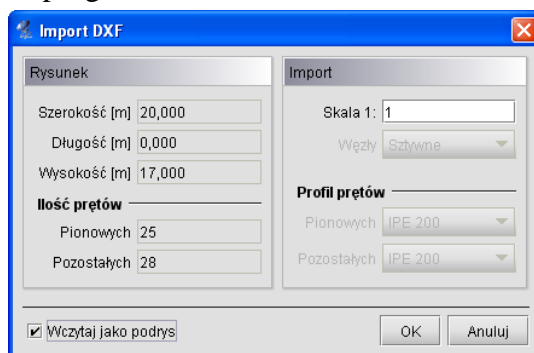 Import DXF
Rysunek
Szerokość [m] 20,000
Długość [m] 0,000
Wysokość [m] 17,000
Ilość prętów
Pionowych 25
Pozostałych 28
Import
Skala 1: 1
Węzły Sztywne
Profil prętów
Pionowych IPE 200
Pozostałych IPE 200
Wczytaj jako podrys
OK Anuluj